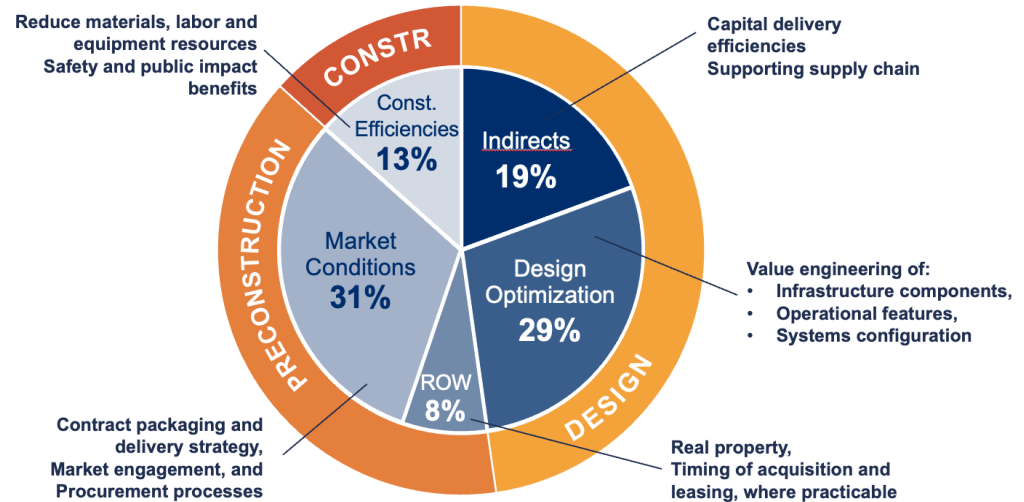 Reduce materials, labor and
equipment resources
Safety and public impact
benefits
CONSTR
Capital delivery
efficiencies
Supporting supply chain
Const.
Efficiencies
13%
Indirects
19%
PRECONSTRUCTION
Market
Conditions
31%
Design
Optimization
29%
Value engineering of:
• Infrastructure components,
• Operational features,
• Systems configuration
ROW
8%
DESIGN
Contract packaging and
delivery strategy,
Market engagement, and
Procurement processes
Real property,
Timing of acquisition and
leasing, where practicable